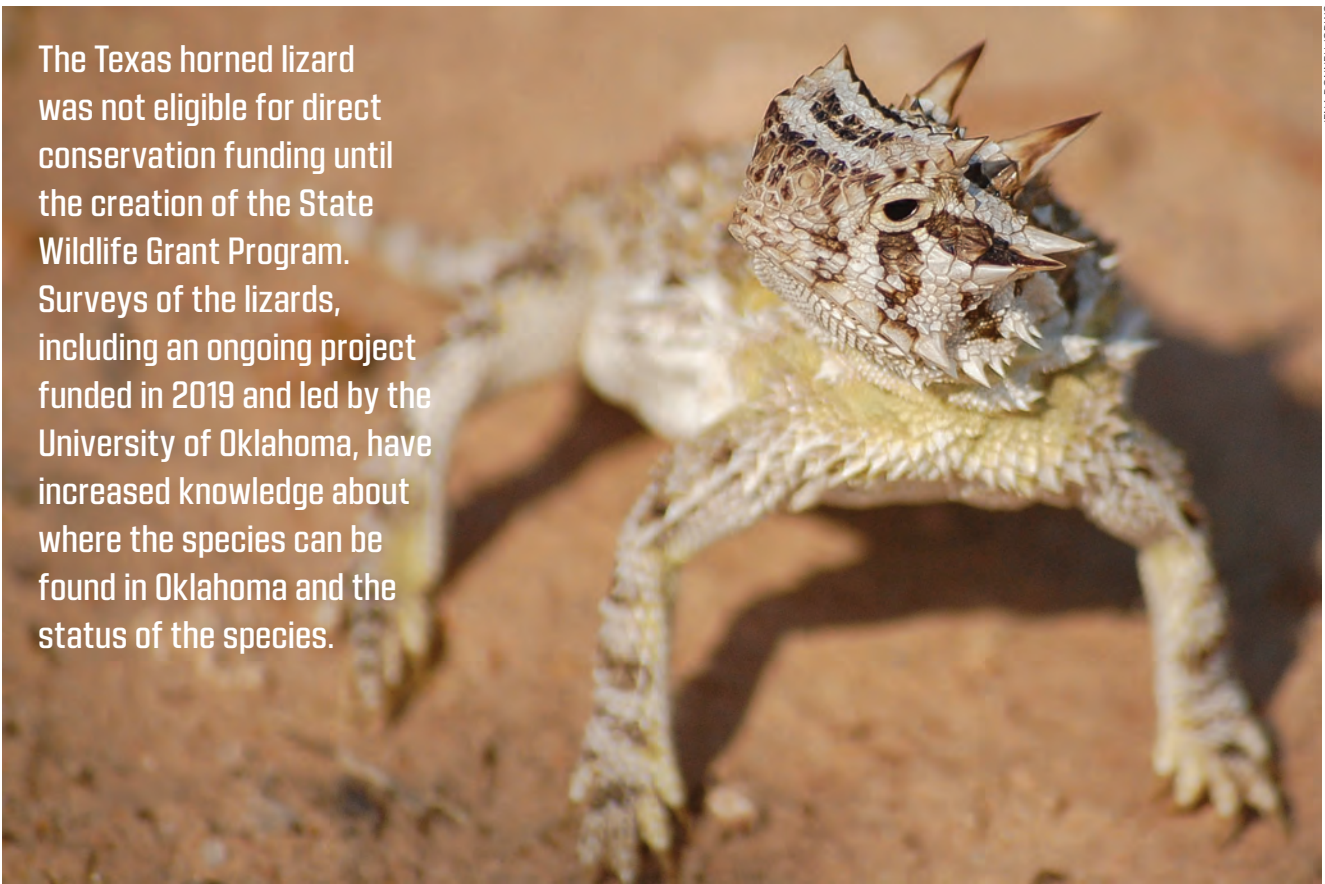 The Texas horned lizard
was not eligible for direct
conservation funding until
the creation of the State
Wildlife Grant Program.
Surveys of the lizards,
including an ongoing project
funded in 2019 and led by the
University of Oklahoma, have
increased knowledge about
where the species can be
found in Oklahoma and the
status of the species.